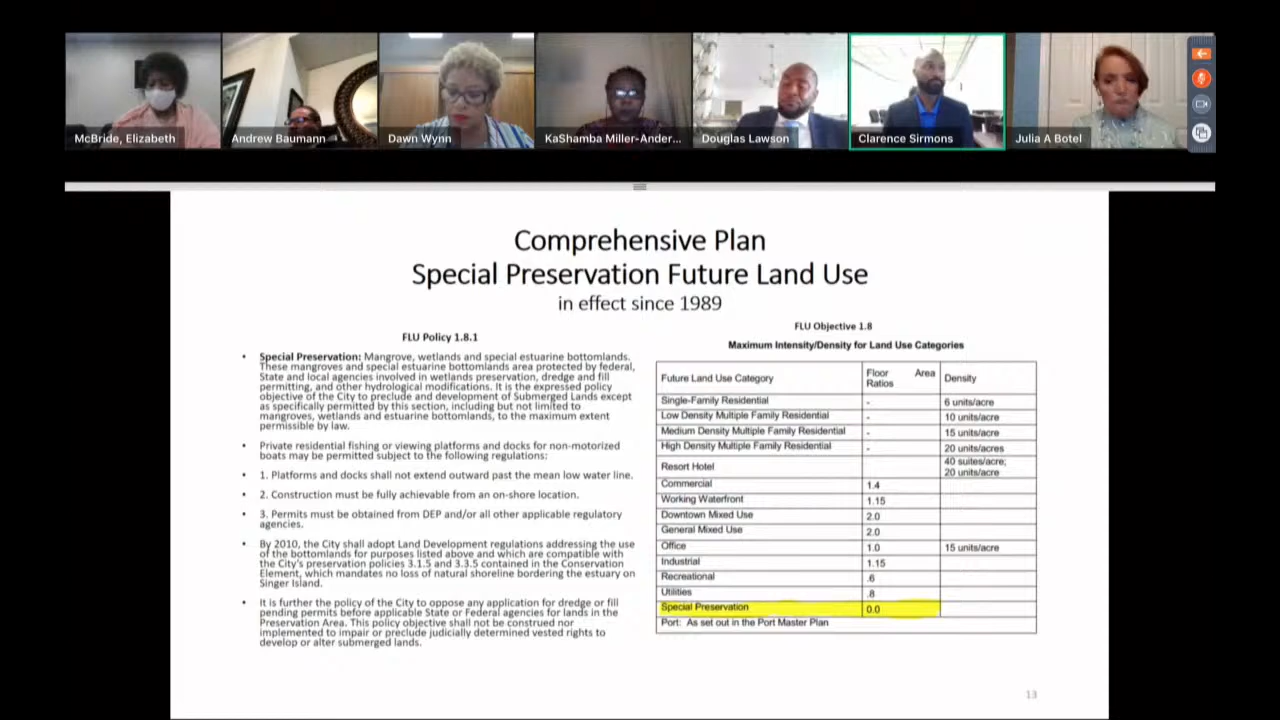 McBride, Elizabeth
Andrew Baumann
Dawn Wynn
KaShamba Miller-Ander...
Douglas Lawson
Clarence Sirmons
Julia A Botel
Comprehensive Plan
Special Preservation Future Land Use
in effect since 1989
FLU Policy 1.8.1
• Special Preservation: Mangrove, wetlands and special estuarine bottomlands.
These mangroves and special estuarine bottomlands area protected by federal,
State and local agencies involved in wetlands preservation, dredge and fill
permitting, and other hydrological modifications. It is the expressed policy
objective of the City to preclude and development of Submerged Lands except
as specifically permitted by this section, including but not limited to
mangroves, wetlands and estuarine bottomlands, to the maximum extent
permissible by law.
• Private residential fishing or viewing platforms and docks for non-motorized
boats may be permitted subject to the following regulations:
• 1. Platforms and docks shall not extend outward past the mean low water line.
• 2. Construction must be fully achievable from an on-shore location.
• 3. Permits must be obtained from DEP and/or all other applicable regulatory
agencies.
• By 2010, the City shall adopt Land Development regulations addressing the use
of the bottomlands for purposes listed above and which are compatible with
the City's preservation policies 3.1.5 and 3.3.5 contained in the Conservation
Element, which mandates no loss of natural shoreline bordering the estuary on
Singer Island.
• It is further the policy of the City to oppose any application for dredge or fill
pending permits before applicable State or Federal agencies for lands in the
Preservation Area. This policy objective shall not be construed nor
implemented to impair or preclude judicially determined vested rights to
develop or alter submerged lands.
FLU Objective 1.8
Maximum Intensity/Density for Land Use Categories
Future Land Use Category Floor Area Ratios Density
Single-Family Residential - 6 units/acre
Low Density Multiple Family Residential - 10 units/acre
Medium Density Multiple Family Residential - 15 units/acre
High Density Multiple Family Residential - 20 units/acres
Resort Hotel 40 suites/acre; 20 units/acre
Commercial 1.4
Working Waterfront 1.15
Downtown Mixed Use 2.0
General Mixed Use 2.0
Office 1.0 15 units/acre
Industrial 1.15
Recreational .6
Utilities .8
Special Preservation 0.0
Port: As set out in the Port Master Plan
13